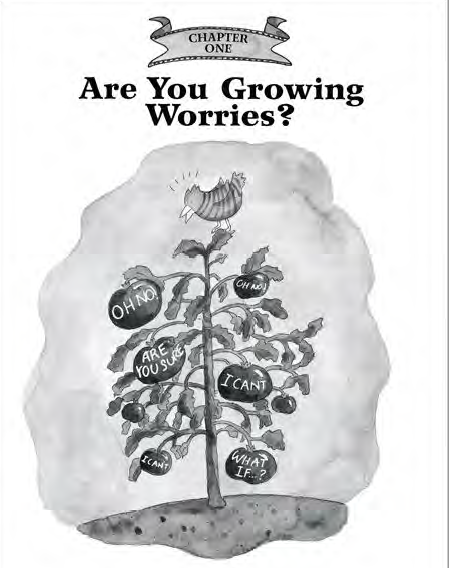 CHAPTER
ONE
Are You Growing
Worries?
OH NO!
OH NO!
ARE
YOU SURE
I CANT
I CANT
WHAT
IF...?